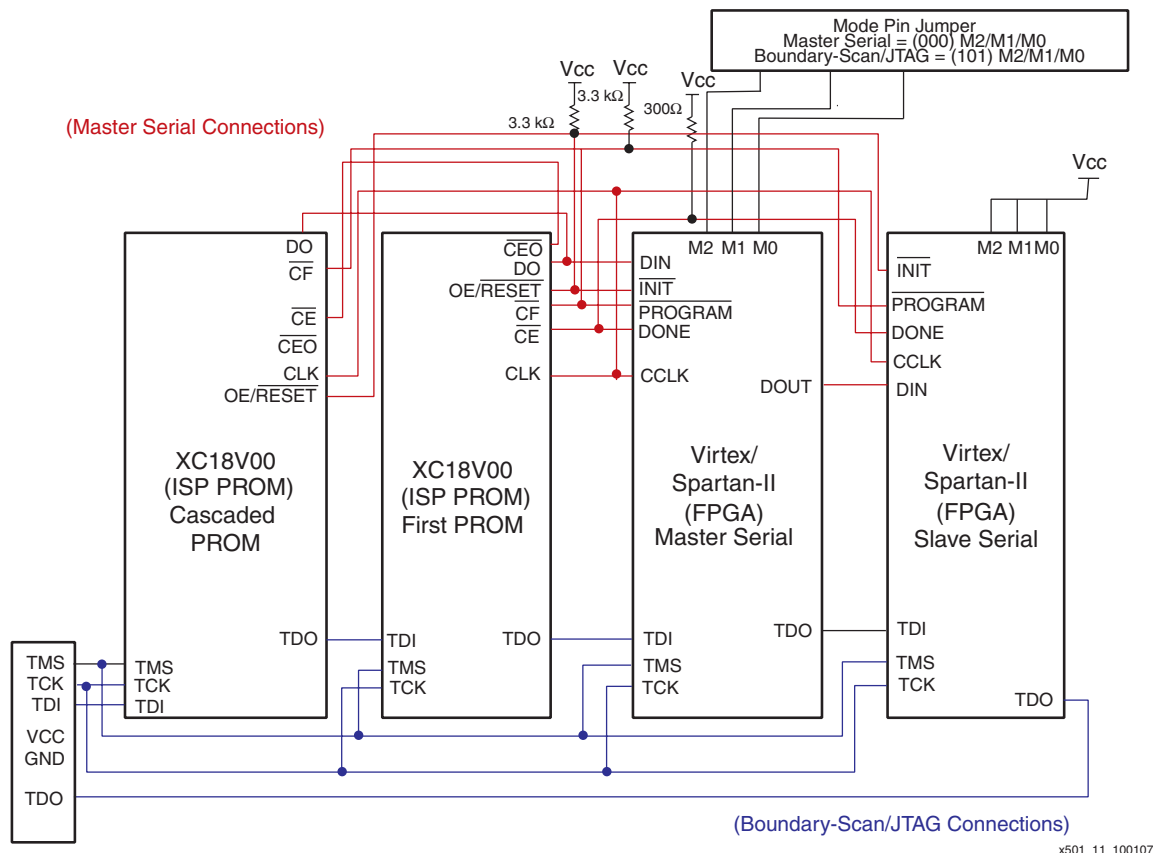 Mode Pin Jumper
Master Serial = (000) M2/M1/M0
Boundary-Scan/JTAG = (101) M2/M1/M0
Vcc
Vcc
Vcc
3.3 kΩ
3.3 kΩ
300Ω
(Master Serial Connections)
Vcc
DO
CF
CE
CEO
CLK
OE/RESET
XC18V00
(ISP PROM)
Cascaded
PROM
TDO
TMS
TCK
TDI
CEO
DO
OE/RESET
CF
CE
CLK
XC18V00
(ISP PROM)
First PROM
TDI
TMS
TCK
TDO
M2 M1 M0
DIN
INIT
PROGRAM
DONE
CCLK
DOUT
Virtex/
Spartan-II
(FPGA)
Master Serial
TDI
TMS
TCK
TDO
M2 M1 M0
INIT
PROGRAM
DONE
CCLK
DIN
Virtex/
Spartan-II
(FPGA)
Slave Serial
TDI
TMS
TCK
TDO
TMS
TCK
TDI
VCC
GND
TDO
(Boundary-Scan/JTAG Connections)
x501_11_100107